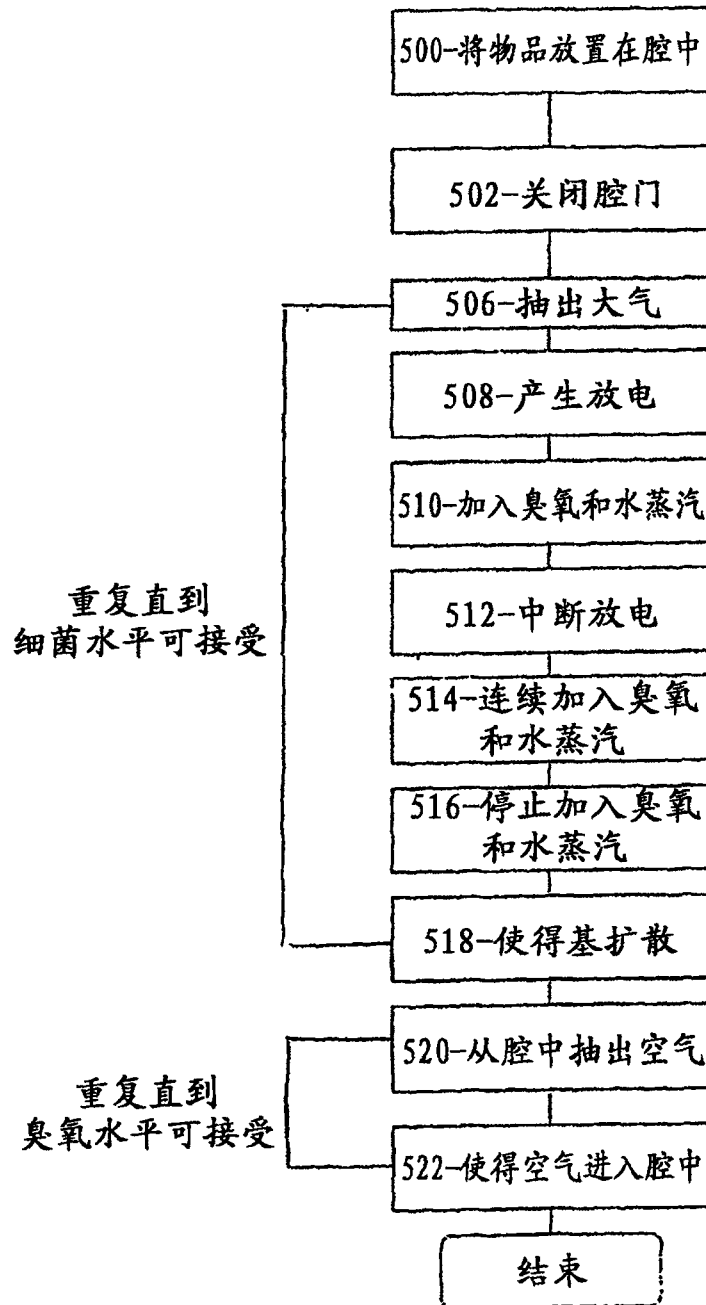 500-将物品放置在腔中
502-关闭腔门
506-抽出大气
508-产生放电
510-加入臭氧和水蒸汽
512-中断放电
重复直到
细菌水平可接受
514-连续加入臭氧
和水蒸汽
516-停止加入臭氧
和水蒸汽
518-使得基扩散
520-从腔中抽出空气
重复直到
臭氧水平可接受
522-使得空气进入腔中
结束